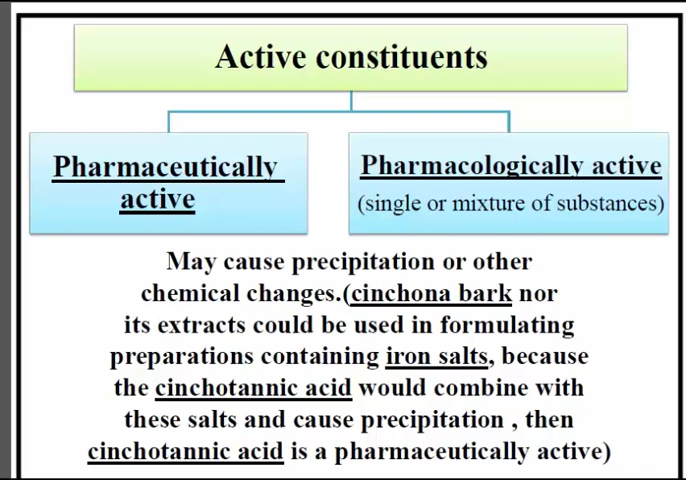 Active constituents
Pharmaceutically
active
Pharmacologically active
(single or mixture of substances)
May cause precipitation or other
chemical changes.(cinchona bark nor
its extracts could be used in formulating
preparations containing iron salts, because
the cinchotannic acid would combine with
these salts and cause precipitation , then
cinchotannic acid is a pharmaceutically active)